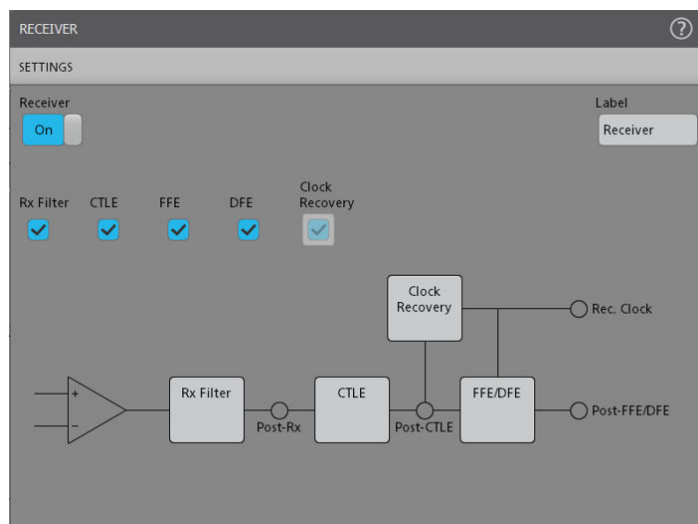 RECEIVER
?
SETTINGS
Receiver
Label
On
Receiver
Rx Filter
CTLE
FFE
DFE
Clock
Recovery
Clock
Recovery
Rec. Clock
+
−
Rx Filter
CTLE
FFE/DFE
Post-Rx
Post-CTLE
Post-FFE/DFE